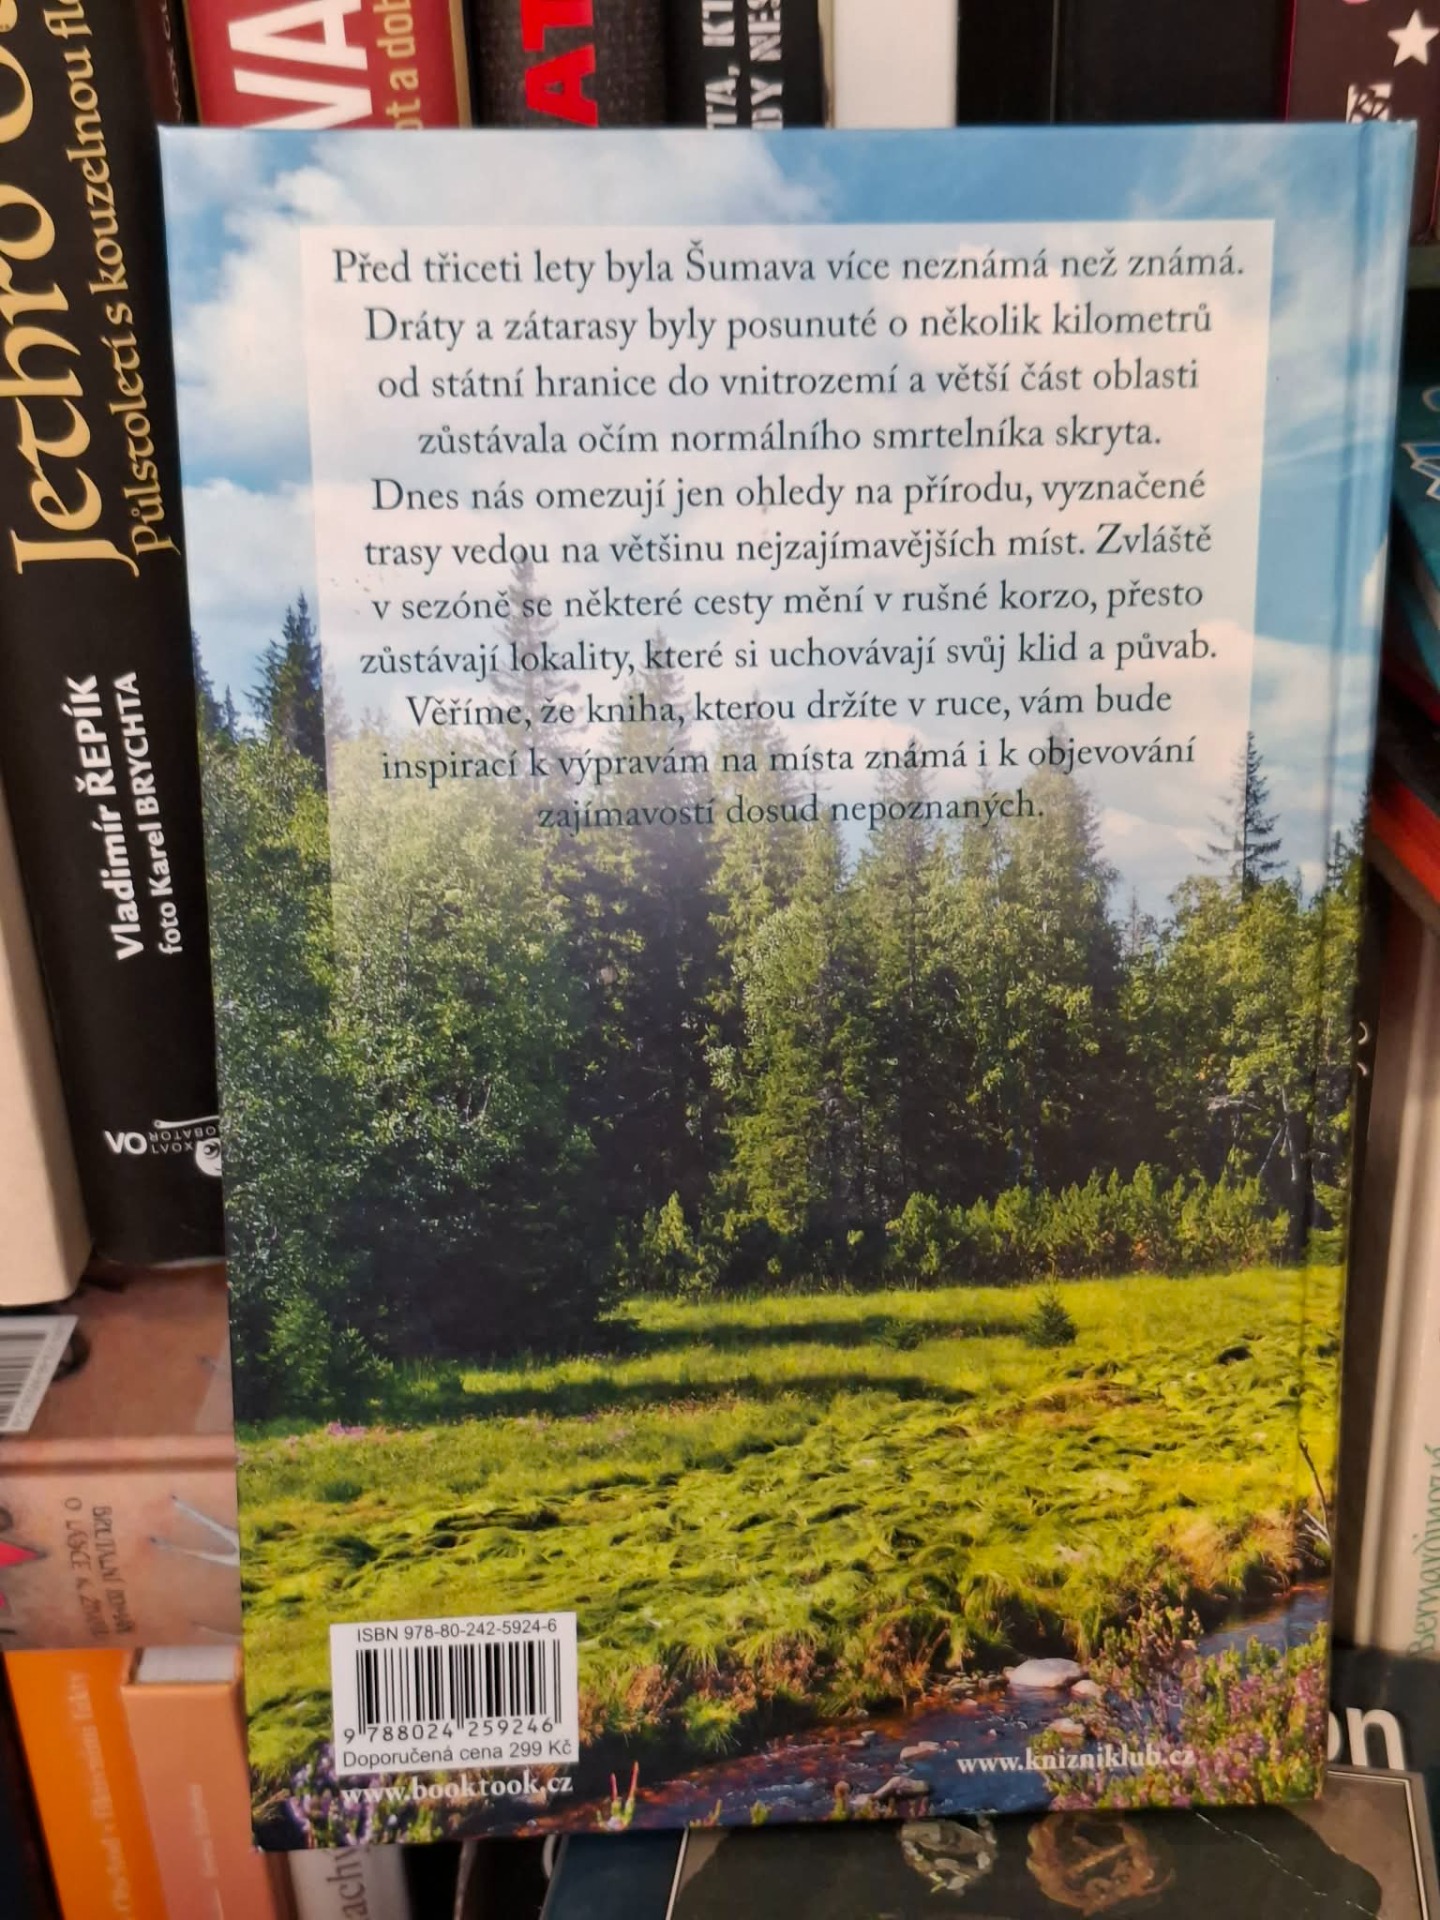 Před třiceti lety byla Šumava více neznámá než známá.
Dráty a zátarasy byly posunuté o několik kilometrů
od státní hranice do vnitrozemí a větší část oblasti
zůstávala očím normálního smrtelníka skryta.
Dnes nás omezují jen ohledy na přírodu, vyznačené
trasy vedou na většinu nejzajímavějších míst. Zvláště
v sezóně se některé cesty mění v rušné korzo, přesto
zůstávají lokality, které si uchovávají svůj klid a půvab.
Věříme, že kniha, kterou držíte v ruce, vám bude
inspirací k výpravám na místa známá i k objevování
zajímavostí dosud nepoznaných.
ISBN 978-80-242-5924-6
9 788024 259246
Doporučená cena 299 Kč
www.booktook.cz
www.knizniklub.cz
Jethro
Půlstoletí s kouzelnou
Vladimír ŘEPÍK
foto Karel BRYCHTA
VO